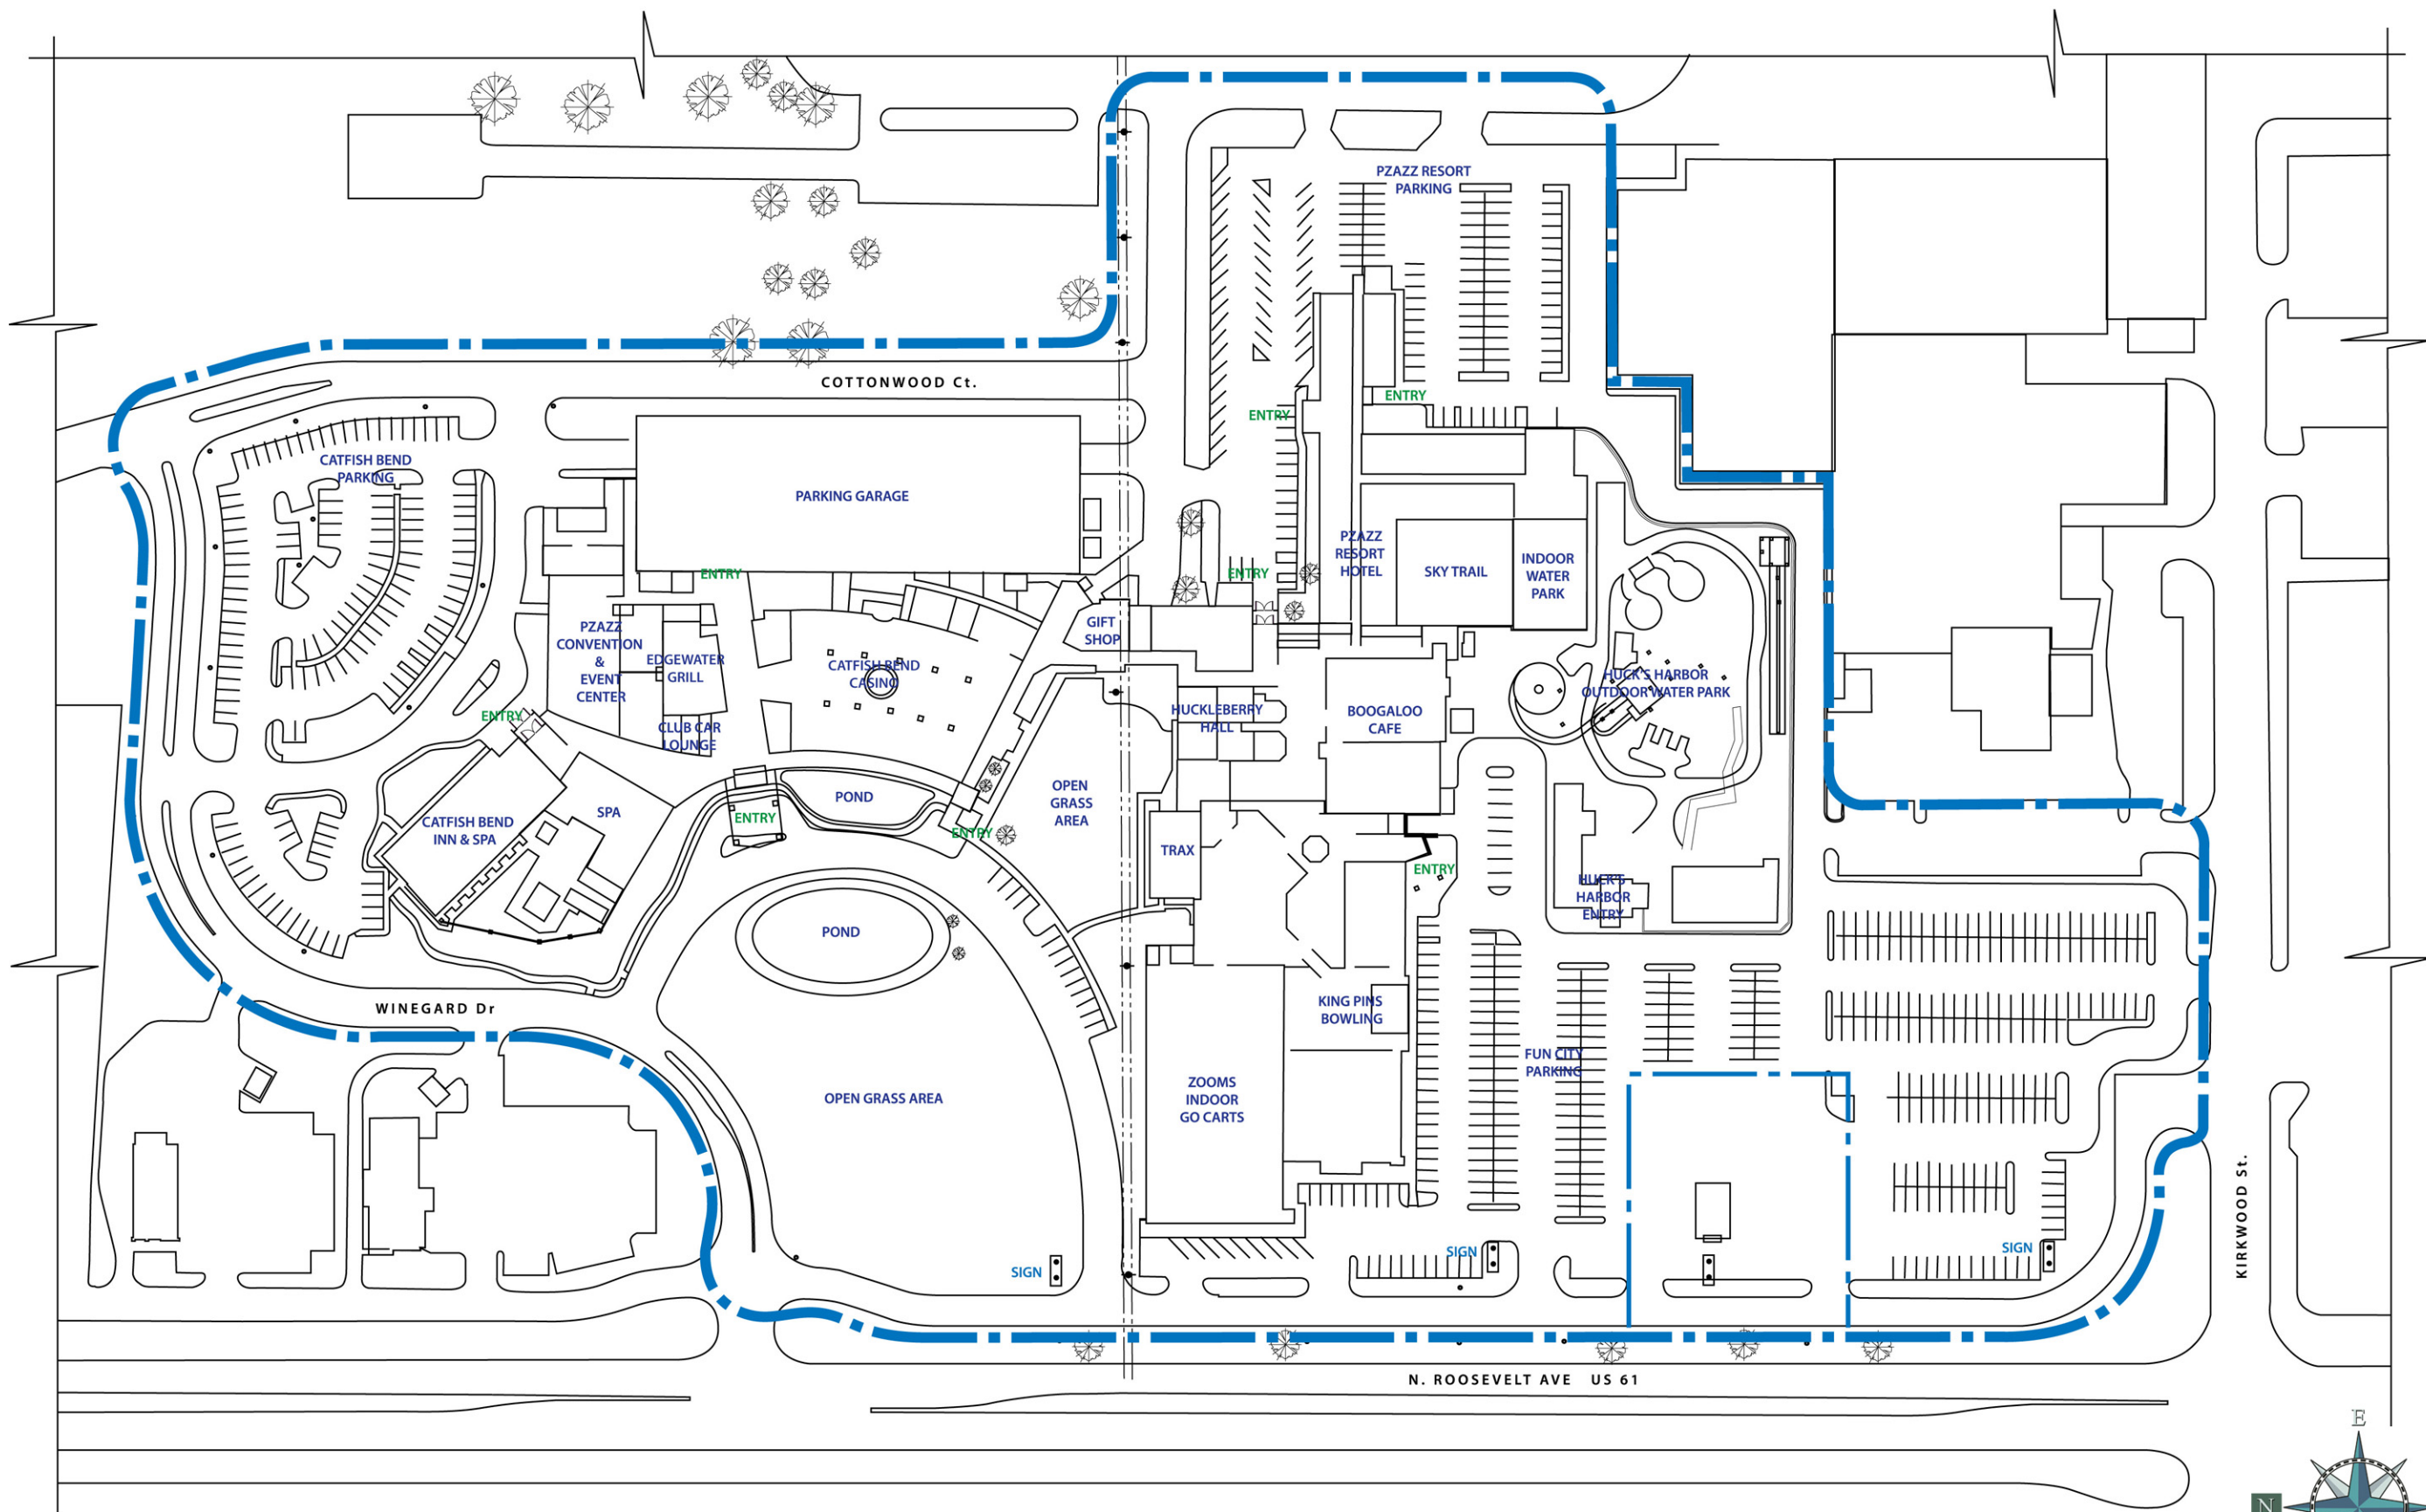 PZAZZ RESORT
PARKING
COTTONWOOD Ct.
ENTRY
ENTRY
CATFISH BEND
PARKING
PARKING GARAGE
PZAZZ
RESORT
HOTEL
SKY TRAIL
INDOOR
WATER
PARK
ENTRY
ENTRY
GIFT
SHOP
PZAZZ
CONVENTION
&
EVENT
CENTER
EDGEWATER
GRILL
CATFISH BEND
CASINO
HUCK'S HARBOR
OUTDOOR WATER PARK
ENTRY
CLUB CAR
LOUNGE
HUCKLEBERRY
HALL
BOOGALOO
CAFE
POND
OPEN
GRASS
AREA
SPA
CATFISH BEND
INN & SPA
ENTRY
ENTRY
TRAX
ENTRY
HUCK'S
HARBOR
ENTRY
POND
WINEGARD Dr
KING PINS
BOWLING
FUN CITY
PARKING
OPEN GRASS AREA
ZOOMS
INDOOR
GO CARTS
SIGN
SIGN
SIGN
KIRKWOOD St.
N. ROOSEVELT AVE US 61
E
N